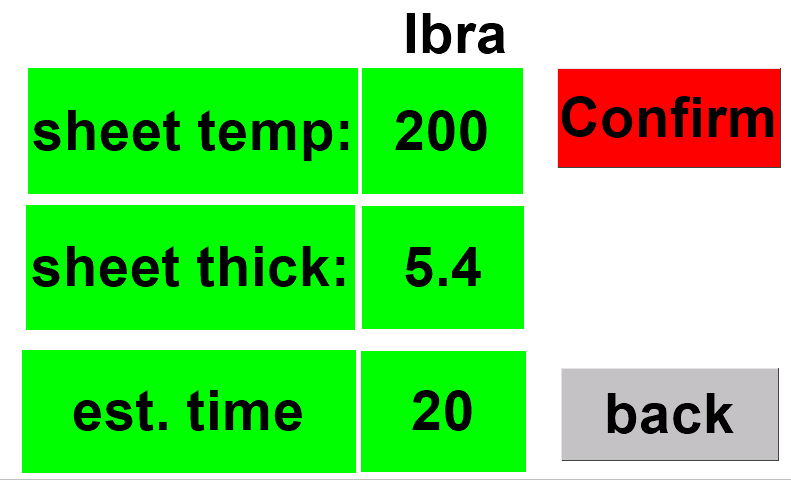 Ibra
sheet temp: 200 Confirm
sheet thick: 5.4
est. time 20 back